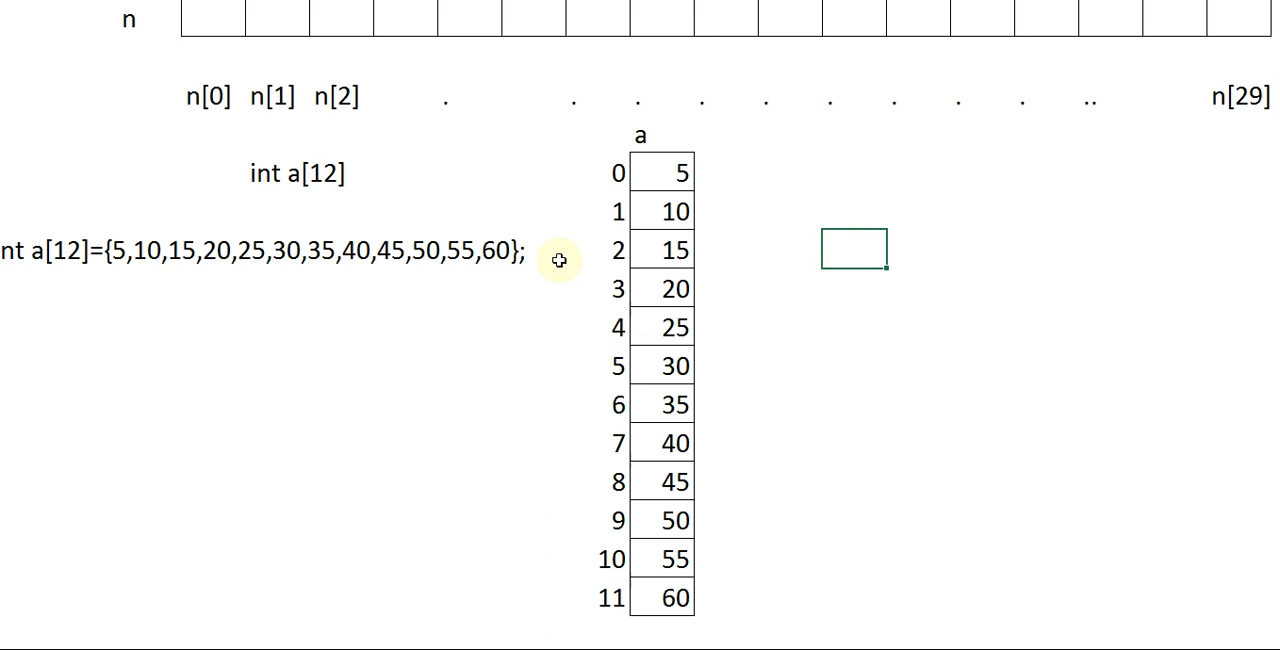 n
n[0] n[1] n[2] . . . . . . . . . .. n[29]
a
int a[12] 0 5
1 10
nt a[12]={5,10,15,20,25,30,35,40,45,50,55,60}; 2 15
3 20
4 25
5 30
6 35
7 40
8 45
9 50
10 55
11 60